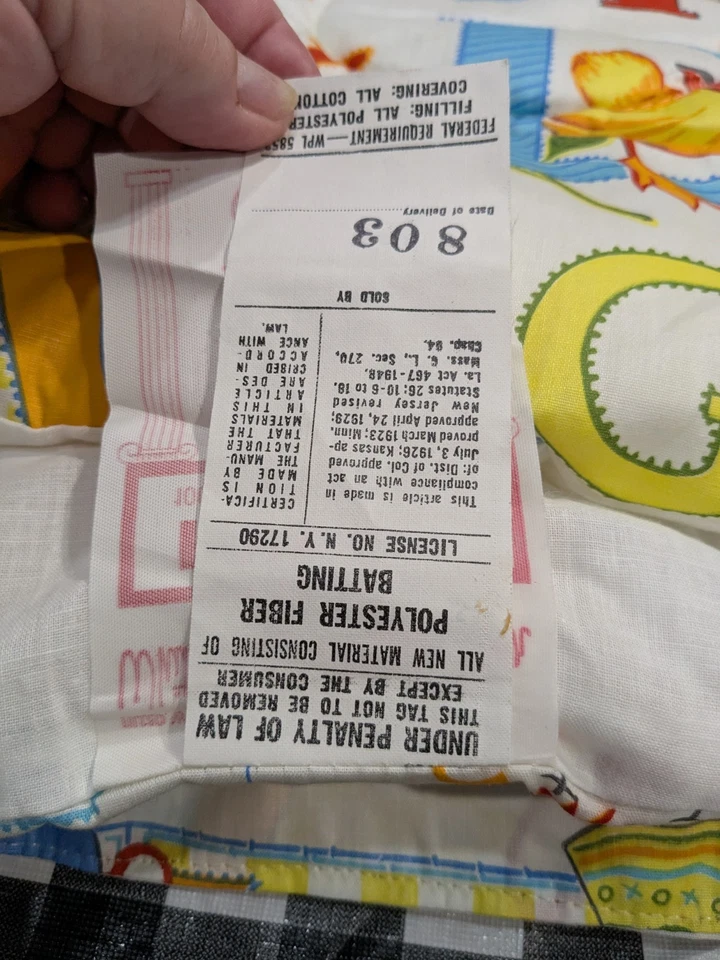 UNDER PENALTY OF LAW
THIS TAG NOT TO BE REMOVED
EXCEPT BY THE CONSUMER
ALL NEW MATERIAL CONSISTING OF
POLYESTER FIBER
BATTING
LICENSE NO. N.Y. 17290
CERTIFICA-
TION IS
MADE BY
THE MANU-
FACTURER
THAT THE
MATERIALS
IN THIS
ARTICLE
ARE DES-
CRIBED IN
ACCORD-
ANCE WITH
LAW.
This article is made in
compliance with an act
of: Dist. of Col. approved
July 3, 1926; Kansas ap-
proved March 1923; Minn.
approved April 24, 1929;
New Jersey revised
Statutes 26:10-6 to 18.
La. Act 467-1948.
Mass. G. L., Sec. 270,
Chap. 94.
SOLD BY
803
Date of Delivery
FEDERAL REQUIREMENT—WPL
FILLING: ALL POLYESTER
COVERING: ALL COTTON
G